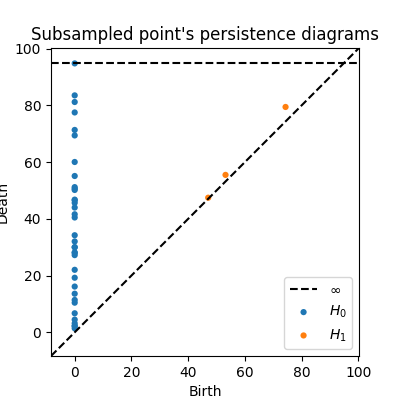 Subsampled point's persistence diagrams
100
80
60
40
20
0
Death
∞
H₀
H₁
0 20 40 60 80 100
Birth